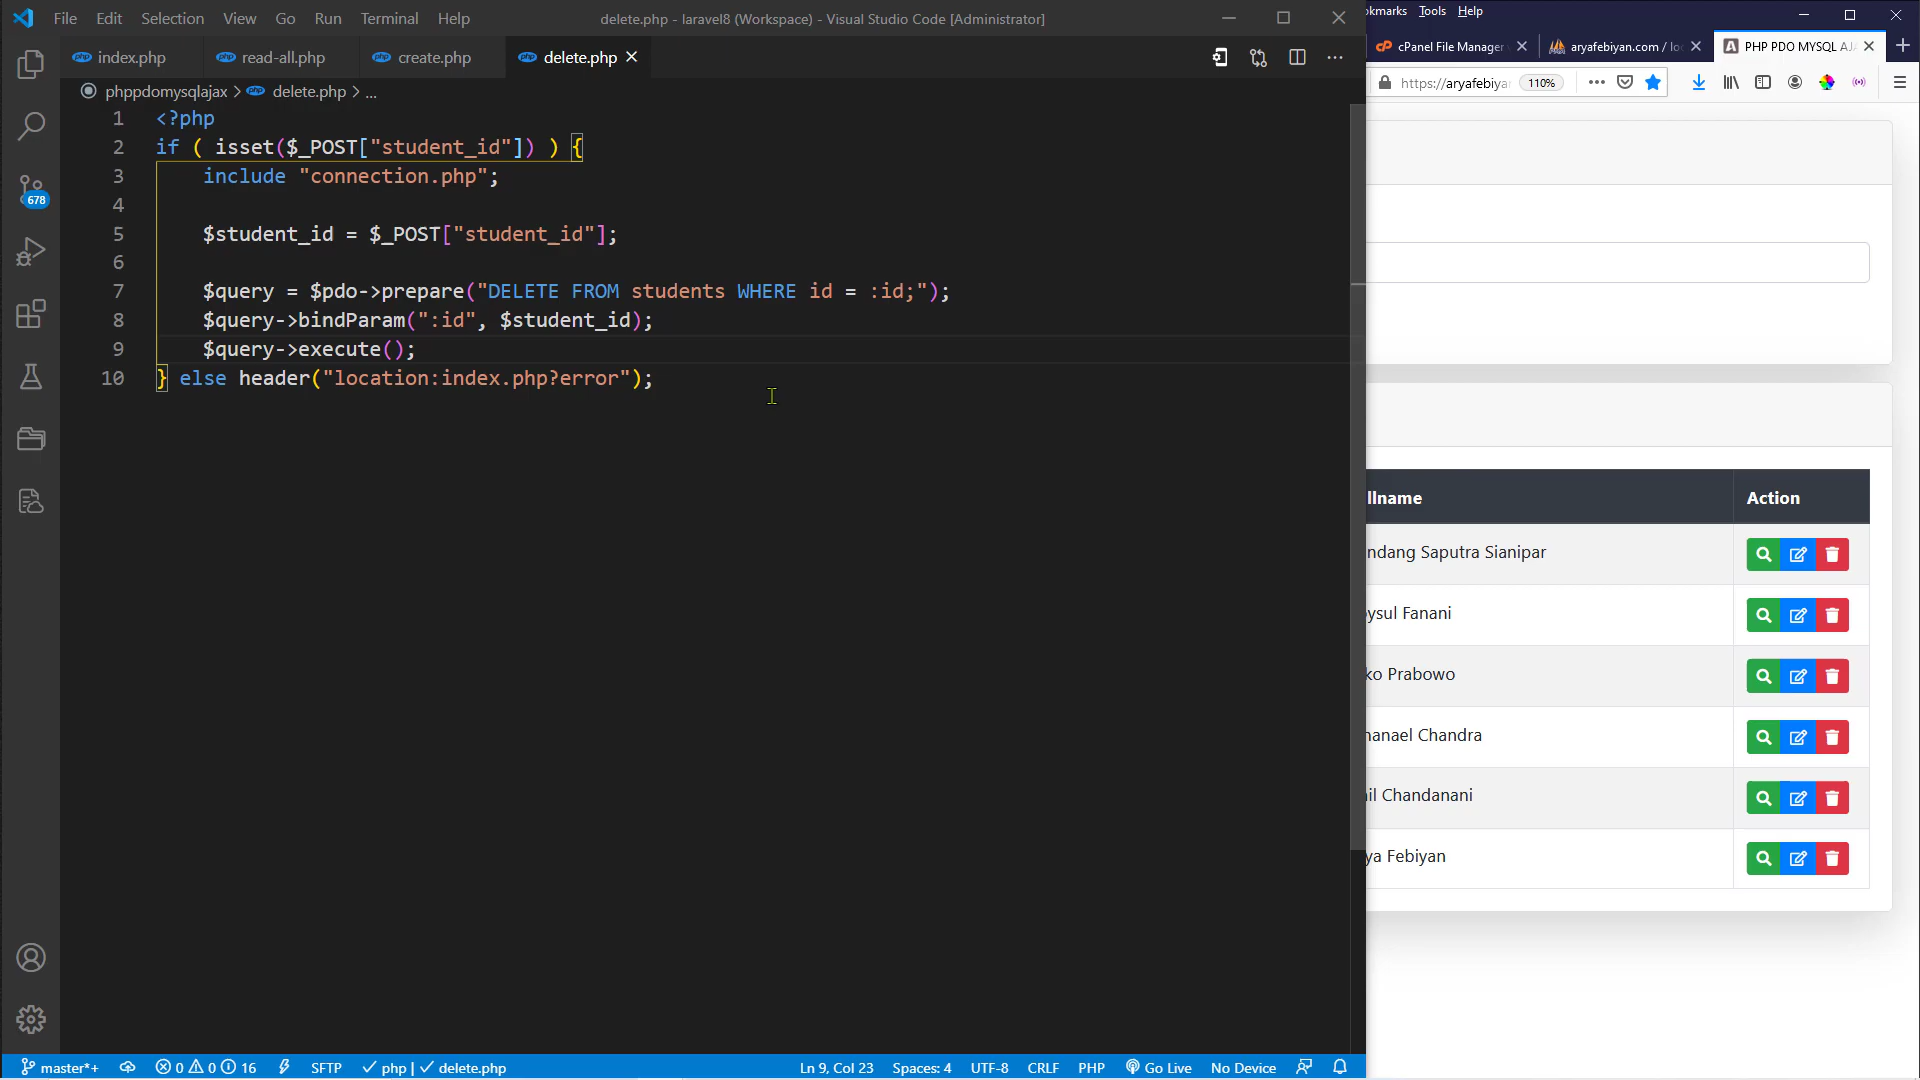 File Edit Selection View Go Run Terminal Help
delete.php - laravel8 (Workspace) - Visual Studio Code [Administrator]
index.php
read-all.php
create.php
delete.php
phppdomysqlajax > delete.php > ...
1 <?php
2 if ( isset($_POST["student_id"]) ) {
3 include "connection.php";
4
5 $student_id = $_POST["student_id"];
6
7 $query = $pdo->prepare("DELETE FROM students WHERE id = :id;");
8 $query->bindParam(":id", $student_id);
9 $query->execute();
10 } else header("location:index.php?error");
678
master*+
0 0 16
SFTP
php | delete.php
Ln 9, Col 23
Spaces: 4
UTF-8
CRLF
PHP
Go Live
No Device
kmarks Tools Help
cPanel File Manager
aryafebiyan.com / lo
PHP PDO MYSQL AJA
https://aryafebiya
110%
llname
Action
ndang Saputra Sianipar
ysul Fanani
ko Prabowo
anael Chandra
il Chandanani
ya Febiyan